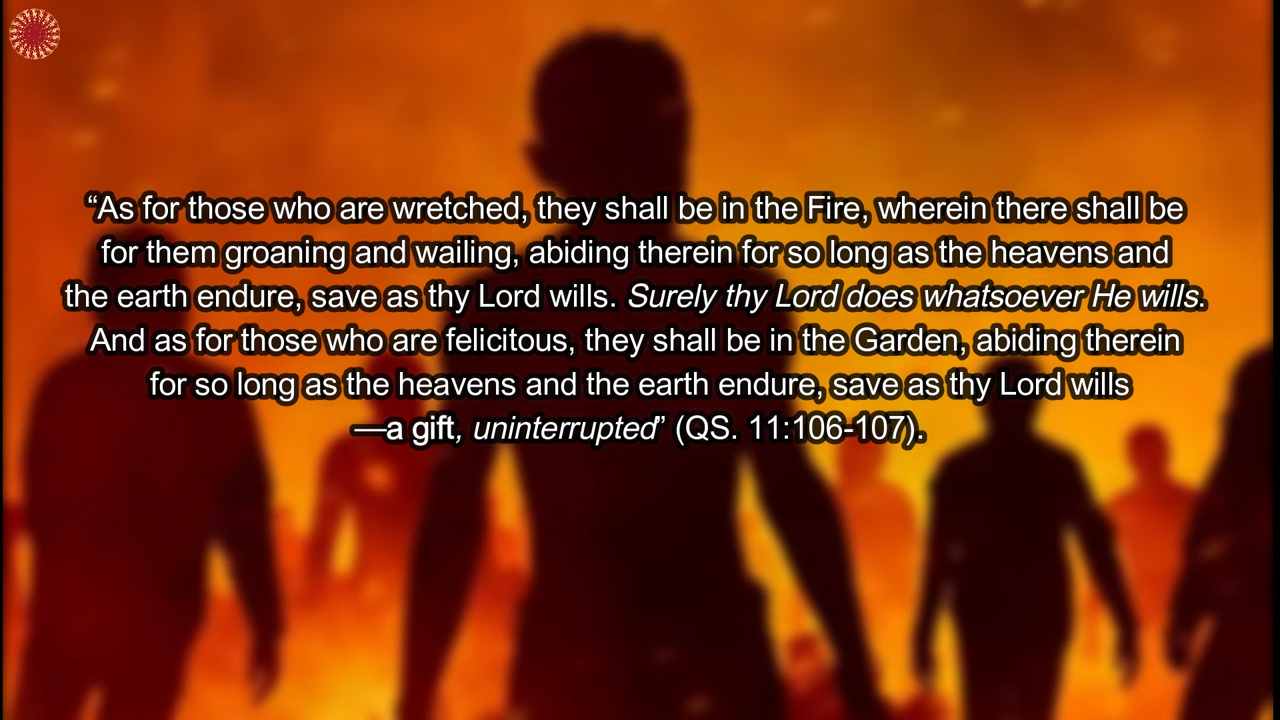 “As for those who are wretched, they shall be in the Fire, wherein there shall be
for them groaning and wailing, abiding therein for so long as the heavens and
the earth endure, save as thy Lord wills. Surely thy Lord does whatsoever He wills.
And as for those who are felicitous, they shall be in the Garden, abiding therein
for so long as the heavens and the earth endure, save as thy Lord wills
—a gift, uninterrupted” (QS. 11:106-107).